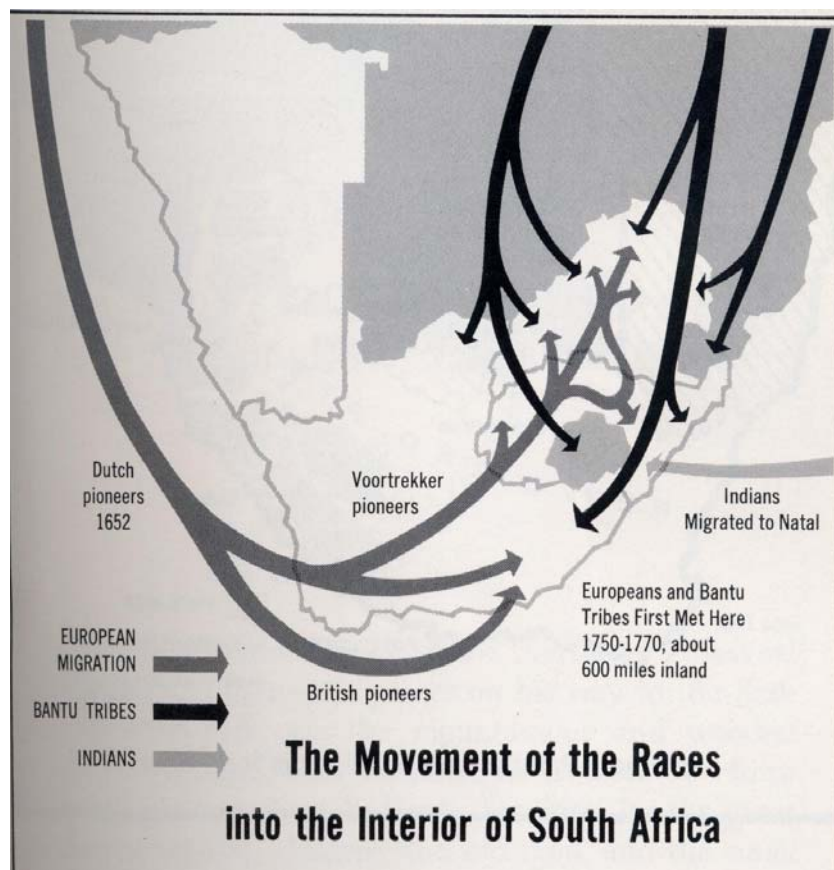 Dutch
pioneers
1652
Voortrekker
pioneers
Indians
Migrated to Natal
Europeans and Bantu
Tribes First Met Here
1750-1770, about
600 miles inland
British pioneers
EUROPEAN
MIGRATION
BANTU TRIBES
INDIANS
The Movement of the Races
into the Interior of South Africa